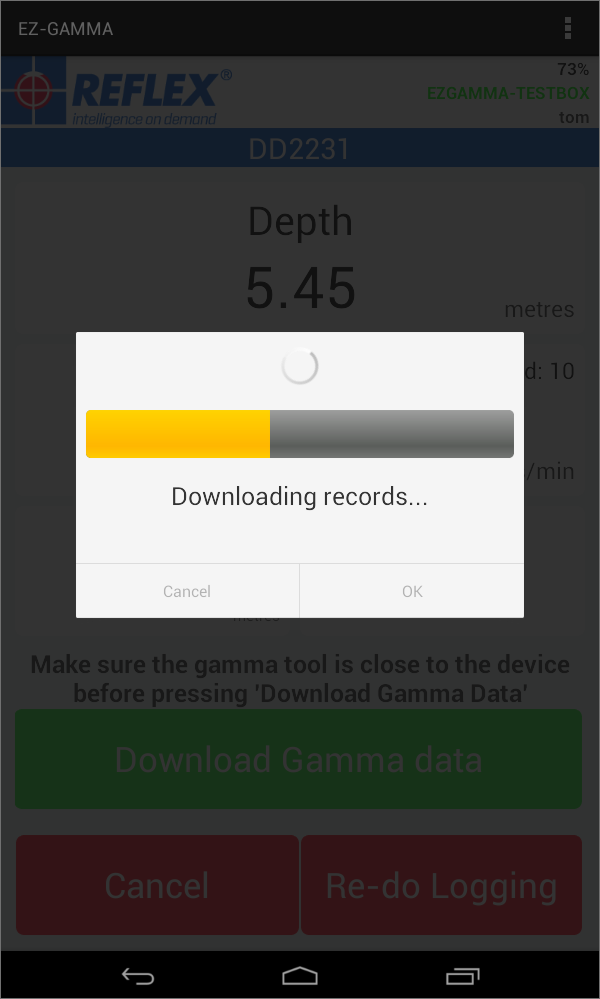 EZ-GAMMA
REFLEX®
intelligence on demand
73%
EZGAMMA-TESTBOX
tom
DD2231
Depth
5.45
metres
d: 10
/min
Downloading records...
Cancel
OK
Make sure the gamma tool is close to the device
before pressing 'Download Gamma Data'
Download Gamma data
Cancel
Re-do Logging